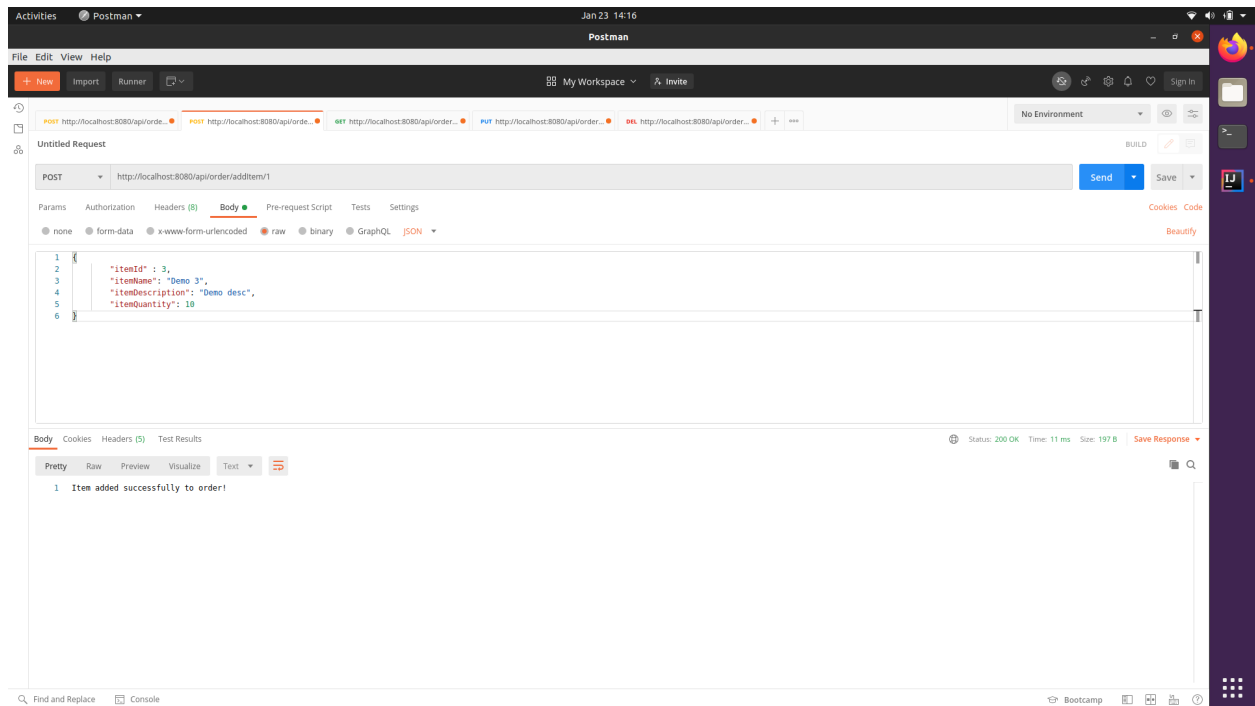 Activities Postman Jan 23 14:16
Postman
File Edit View Help
+ New Import Runner My Workspace Invite Sign In
POST http://localhost:8080/api/orde... POST http://localhost:8080/api/orde... GET http://localhost:8080/api/order... PUT http://localhost:8080/api/order... DEL http://localhost:8080/api/order... + ooo No Environment
Untitled Request BUILD
POST http://localhost:8080/api/order/addItem/1 Send Save
Params Authorization Headers (8) Body Pre-request Script Tests Settings Cookies Code
none form-data x-www-form-urlencoded raw binary GraphQL JSON Beautify
1 {
2 "itemId" : 3,
3 "itemName": "Demo 3",
4 "itemDescription": "Demo desc",
5 "itemQuantity": 10
6 }
Body Cookies Headers (5) Test Results Status: 200 OK Time: 11 ms Size: 197 B Save Response
Pretty Raw Preview Visualize Text
1 Item added successfully to order!
Find and Replace Console Bootcamp
IJ